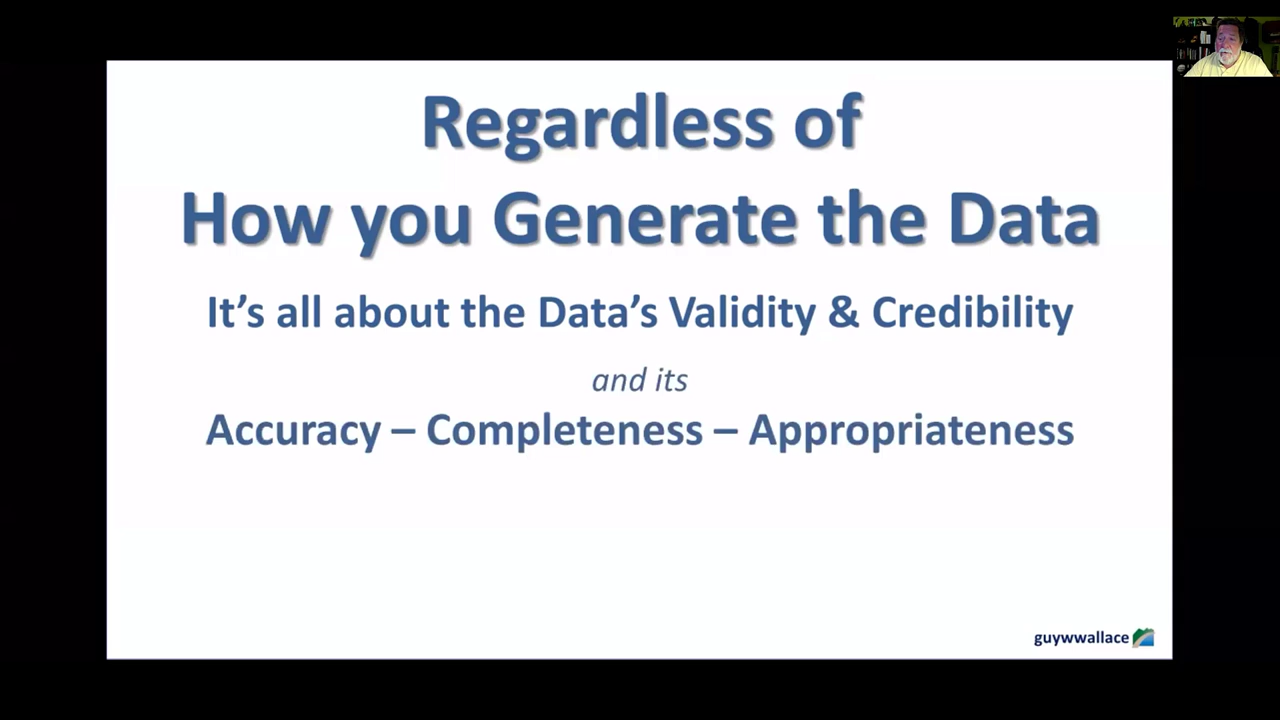 Regardless of
How you Generate the Data
It’s all about the Data’s Validity & Credibility
and its
Accuracy – Completeness – Appropriateness
guywwallace